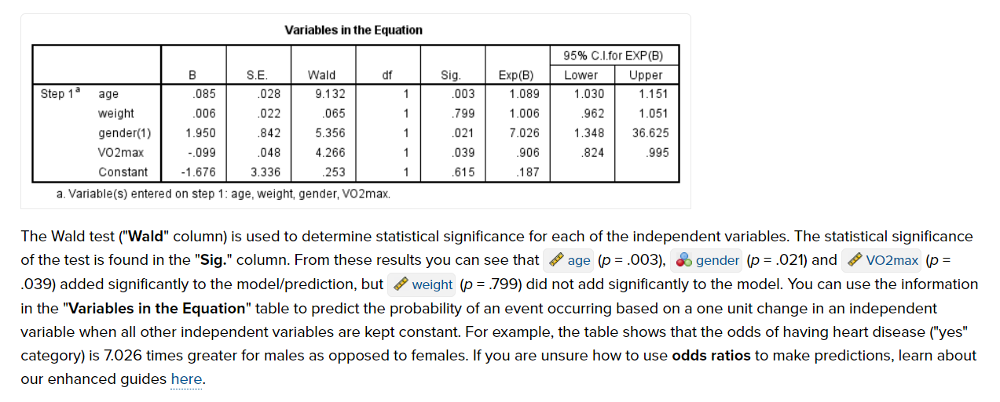 Variables in the Equation
95% C.I.for EXP(B)
B S.E. Wald df Sig. Exp(B) Lower Upper
Step 1a age .085 .028 9.132 1 .003 1.089 1.030 1.151
weight .006 .022 .065 1 .799 1.006 .962 1.051
gender(1) 1.950 .842 5.356 1 .021 7.026 1.348 36.625
VO2max -.099 .048 4.266 1 .039 .906 .824 .995
Constant -1.676 3.336 .253 1 .615 .187
a. Variable(s) entered on step 1: age, weight, gender, VO2max.
The Wald test ("Wald" column) is used to determine statistical significance for each of the independent variables. The statistical significance
of the test is found in the "Sig." column. From these results you can see that age (p = .003), gender (p = .021) and VO2max (p =
.039) added significantly to the model/prediction, but weight (p = .799) did not add significantly to the model. You can use the information
in the "Variables in the Equation" table to predict the probability of an event occurring based on a one unit change in an independent
variable when all other independent variables are kept constant. For example, the table shows that the odds of having heart disease ("yes"
category) is 7.026 times greater for males as opposed to females. If you are unsure how to use odds ratios to make predictions, learn about
our enhanced guides here.